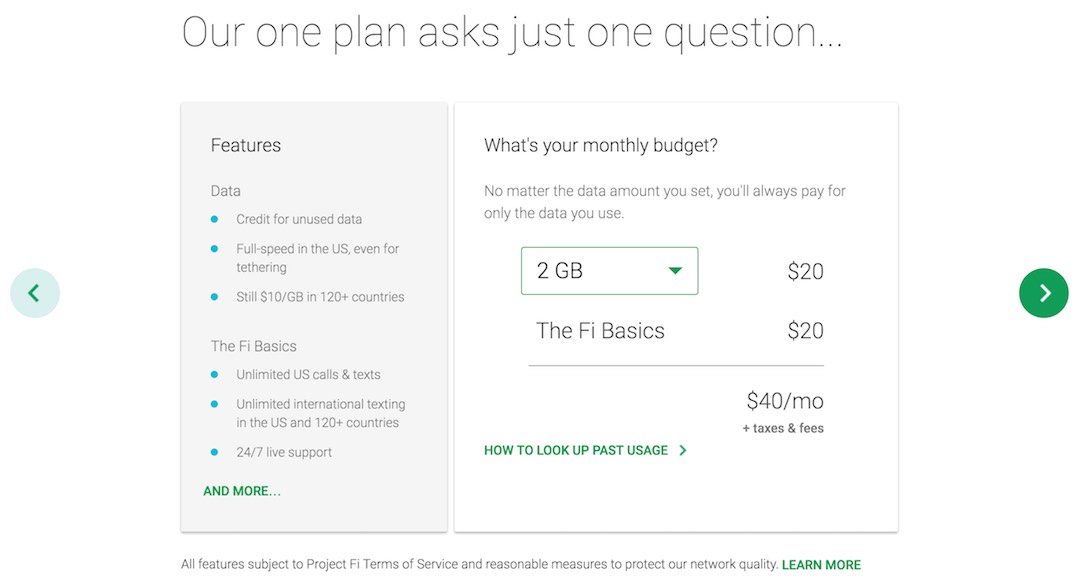 Our one plan asks just one question...
Features
Data
Credit for unused data
Full-speed in the US, even for
tethering
Still $10/GB in 120+ countries
The Fi Basics
Unlimited US calls & texts
Unlimited international texting
in the US and 120+ countries
24/7 live support
AND MORE...
What's your monthly budget?
No matter the data amount you set, you'll always pay for
only the data you use.
2 GB $20
The Fi Basics $20
$40/mo
+ taxes & fees
HOW TO LOOK UP PAST USAGE
All features subject to Project Fi Terms of Service and reasonable measures to protect our network quality. LEARN MORE